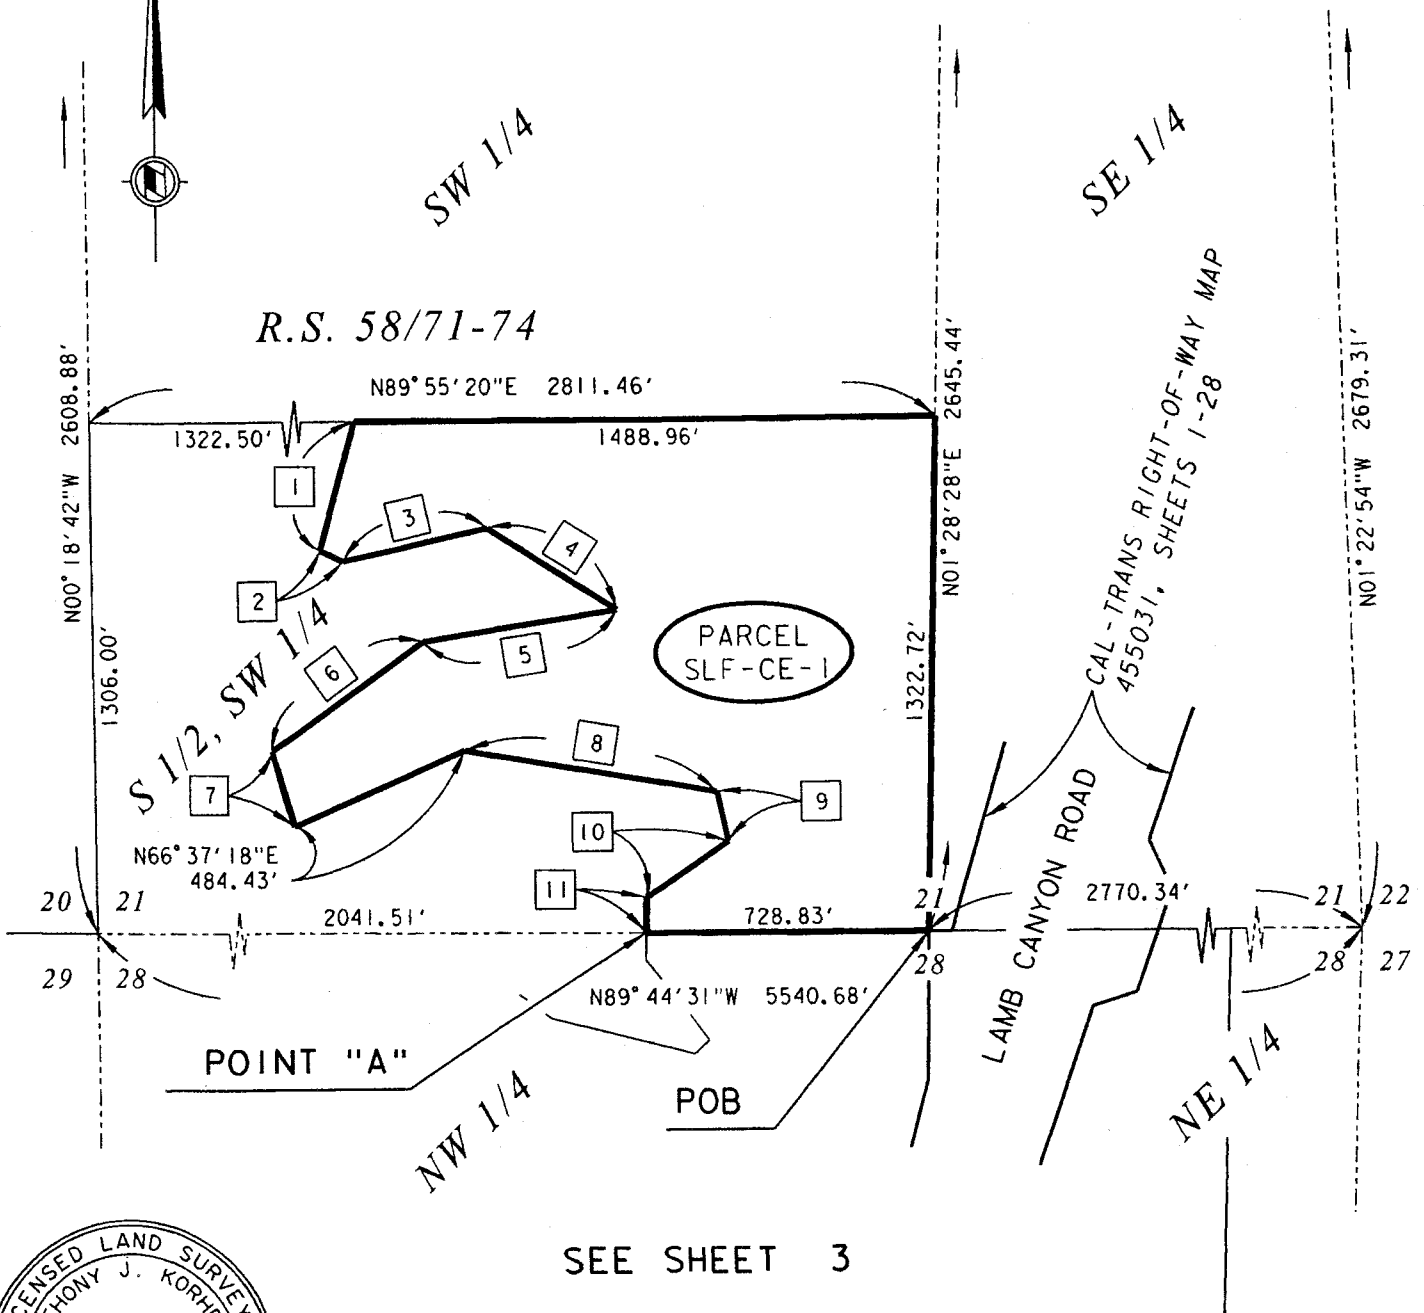 SW 1/4
SE 1/4
R.S. 58/71-74
CAL-TRANS RIGHT-OF-WAY MAP
455031, SHEETS 1-28
N00°18'42"W 2608.88'
N89°55'20"E 2811.46'
N01°28'28"E 2645.44'
N01°22'54"W 2679.31'
1322.50'
1488.96'
1
3
4
2
5
6
PARCEL
SLF-CE-1
1306.00'
1322.72'
S 1/2, SW 1/4
7
8
9
10
11
N66°37'18"E
484.43'
LAMB CANYON ROAD
20 21
2041.51'
728.83'
21
2770.34'
21 22
29 28
28
28 27
N89°44'31"W 5540.68'
POINT "A"
POB
NW 1/4
NE 1/4
SEE SHEET 3
LAND
J.